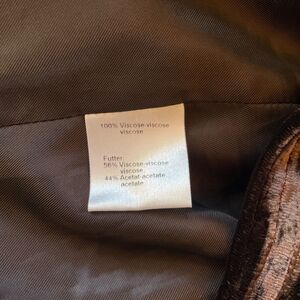 100% Viscose-viscose
viscose
Futter:
56% Viscose-viscose
viscose,
44% Acetat-acetate
acetate